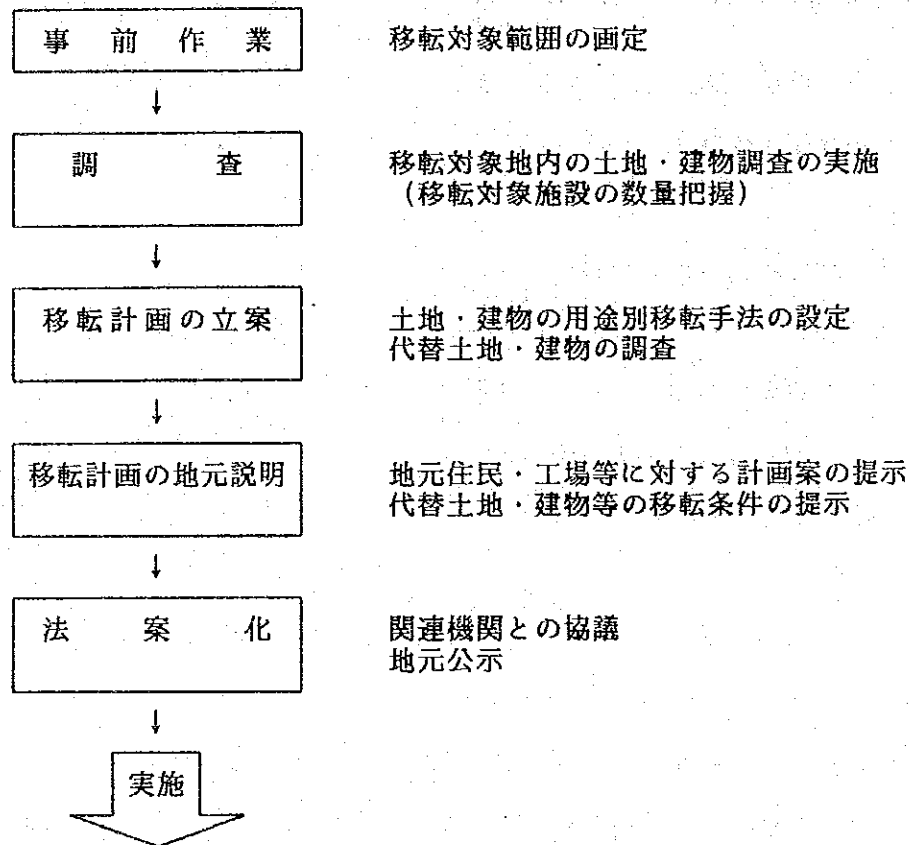 事前作業 移転対象範囲の画定
↓
調査 移転対象地内の土地・建物調査の実施
(移転対象施設の数量把握)
↓
移転計画の立案 土地・建物の用途別移転手法の設定
代替土地・建物の調査
↓
移転計画の地元説明 地元住民・工場等に対する計画案の提示
代替土地・建物等の移転条件の提示
↓
法案化 関連機関との協議
地元公示
↓
実施